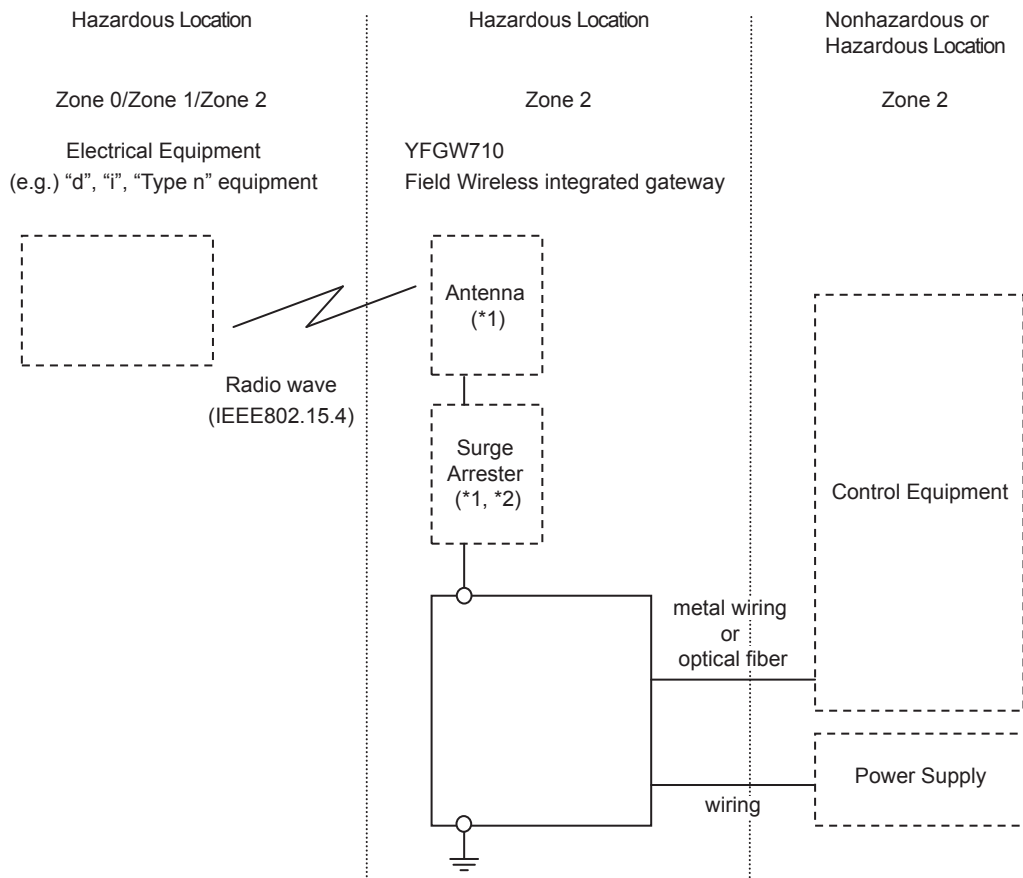 Hazardous Location
Zone 0/Zone 1/Zone 2
Electrical Equipment
(e.g.) “d”, “i”, “Type n” equipment
Radio wave
(IEEE802.15.4)
Hazardous Location
Zone 2
YFGW710
Field Wireless integrated gateway
Antenna
(*1)
Surge
Arrester
(*1, *2)
metal wiring
or
optical fiber
wiring
Nonhazardous or
Hazardous Location
Zone 2
Control Equipment
Power Supply